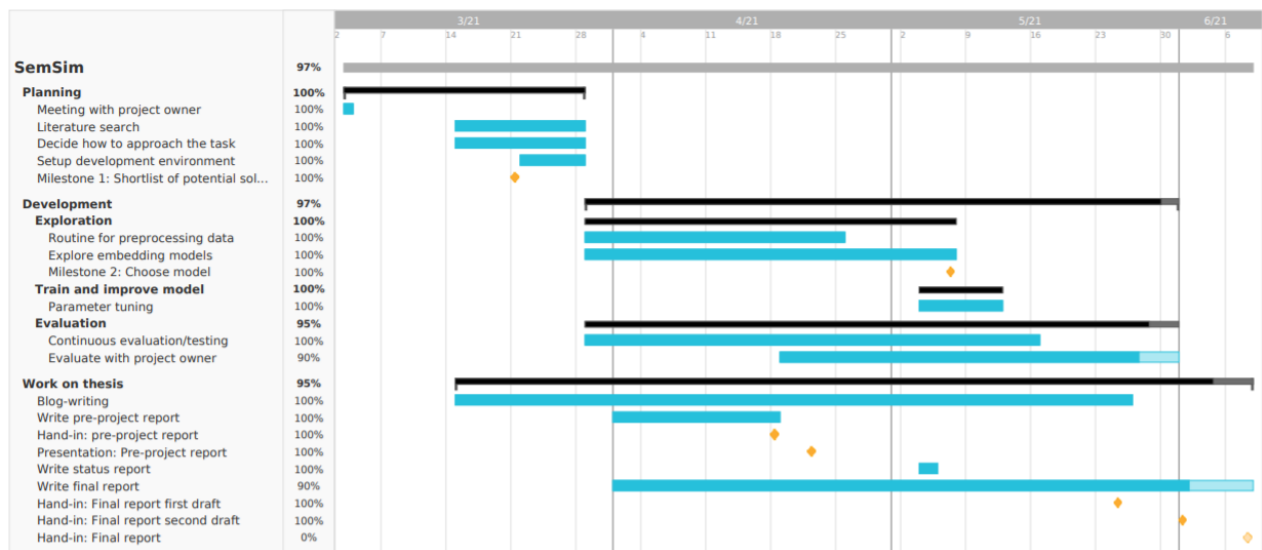 3/21 4/21 5/21 6/21
2 7 14 21 28 4 11 18 25 2 9 16 23 30 6
SemSim 97%
Planning 100%
Meeting with project owner 100%
Literature search 100%
Decide how to approach the task 100%
Setup development environment 100%
Milestone 1: Shortlist of potential sol... 100%
Development 97%
Exploration 100%
Routine for preprocessing data 100%
Explore embedding models 100%
Milestone 2: Choose model 100%
Train and improve model 100%
Parameter tuning 100%
Evaluation 95%
Continuous evaluation/testing 100%
Evaluate with project owner 90%
Work on thesis 95%
Blog-writing 100%
Write pre-project report 100%
Hand-in: pre-project report 100%
Presentation: Pre-project report 100%
Write status report 100%
Write final report 90%
Hand-in: Final report first draft 100%
Hand-in: Final report second draft 100%
Hand-in: Final report 0%